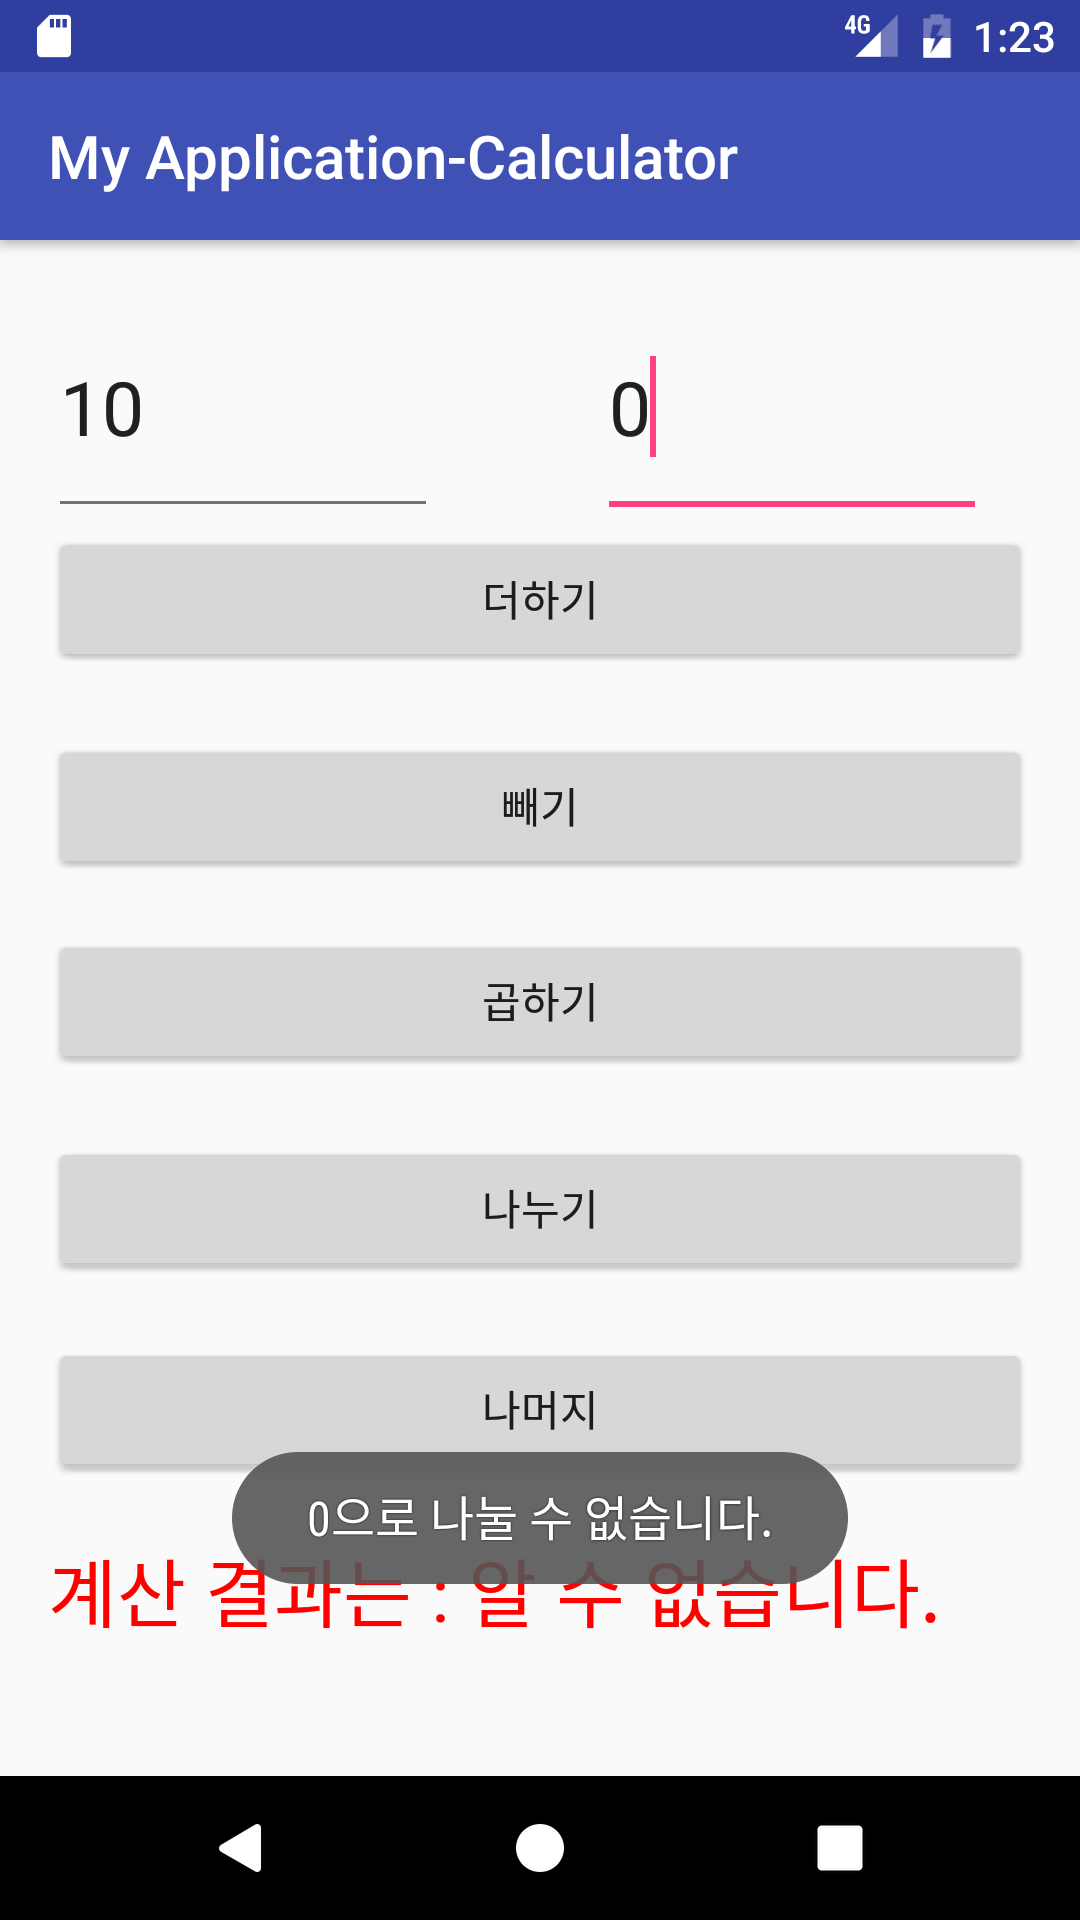 4G 1:23
My Application-Calculator
10 0
더하기
빼기
곱하기
나누기
나머지
0으로 나눌 수 없습니다.
계산 결과는 : 알 수 없습니다.